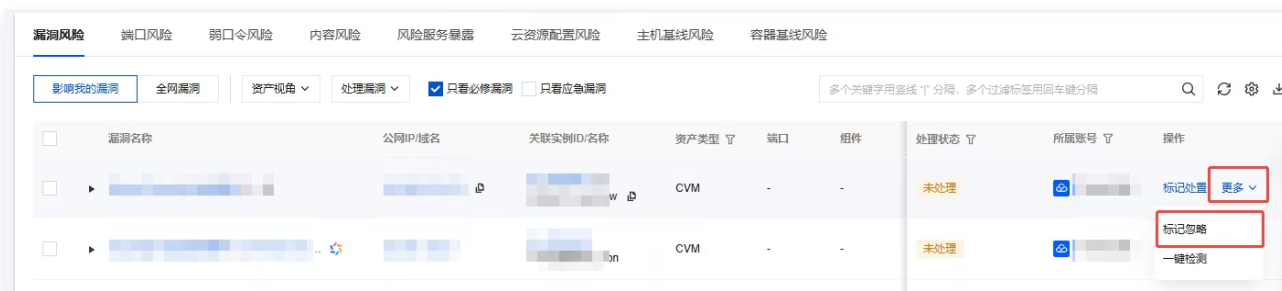 漏洞风险 端口风险 弱口令风险 内容风险 风险服务暴露 云资源配置风险 主机基线风险 容器基线风险
影响我的漏洞 全网漏洞 资产视角 处理漏洞 只看必修漏洞 只看应急漏洞 多个关键字用竖线 "|" 分隔，多个过滤标签用回车键分隔
漏洞名称 公网IP/域名 关联实例ID/名称 资产类型 端口 组件 处理状态 所属账号 操作
w CVM - - 未处理 标记处置 更多
标记忽略
.. on CVM - - 未处理
一键检测